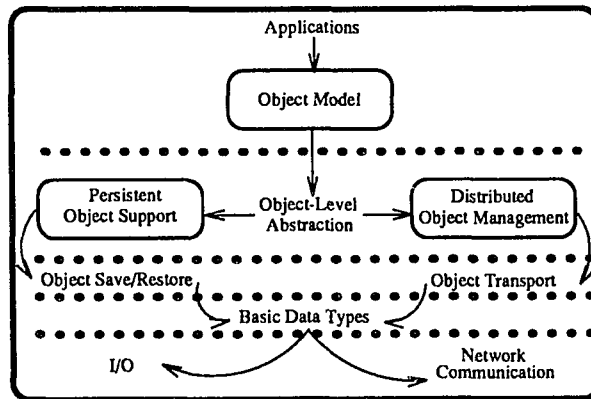 Applications
Object Model
Persistent
Object Support
Object-Level
Abstraction
Distributed
Object Management
Object Save/Restore
Object Transport
Basic Data Types
I/O
Network
Communication